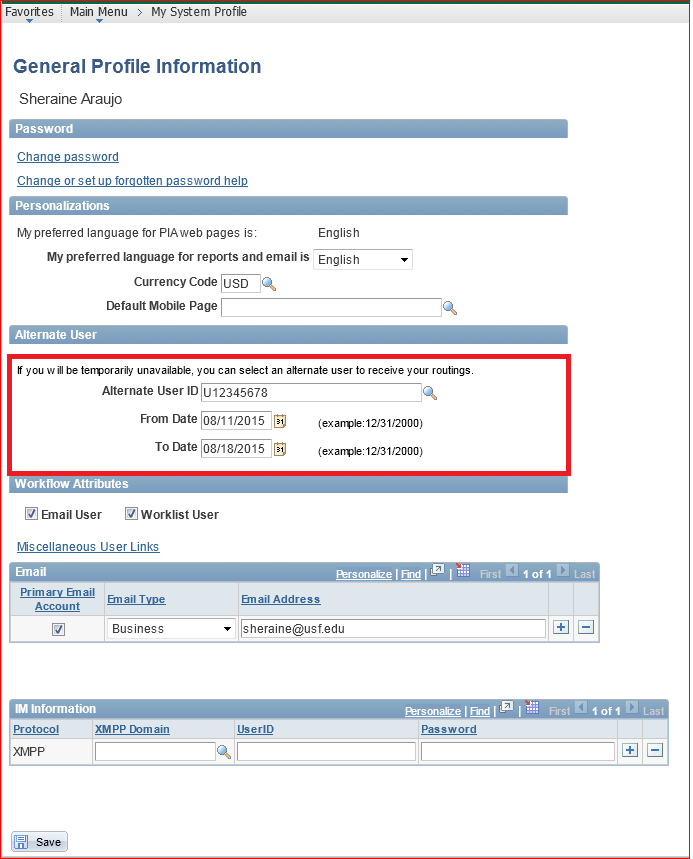 Favorites Main Menu > My System Profile
General Profile Information
Sheraine Araujo
Password
Change password
Change or set up forgotten password help
Personalizations
My preferred language for PIA web pages is: English
My preferred language for reports and email is English
Currency Code USD
Default Mobile Page
Alternate User
If you will be temporarily unavailable, you can select an alternate user to receive your routings.
Alternate User ID U12345678
From Date 08/11/2015 31 (example:12/31/2000)
To Date 08/18/2015 31 (example:12/31/2000)
Workflow Attributes
Email User Worklist User
Miscellaneous User Links
Email Personalize | Find | | First 1 of 1 Last
Primary Email Account Email Type Email Address
Business sheraine@usf.edu
IM Information Personalize | Find | | First 1 of 1 Last
Protocol XMPP Domain UserID Password
XMPP
Save